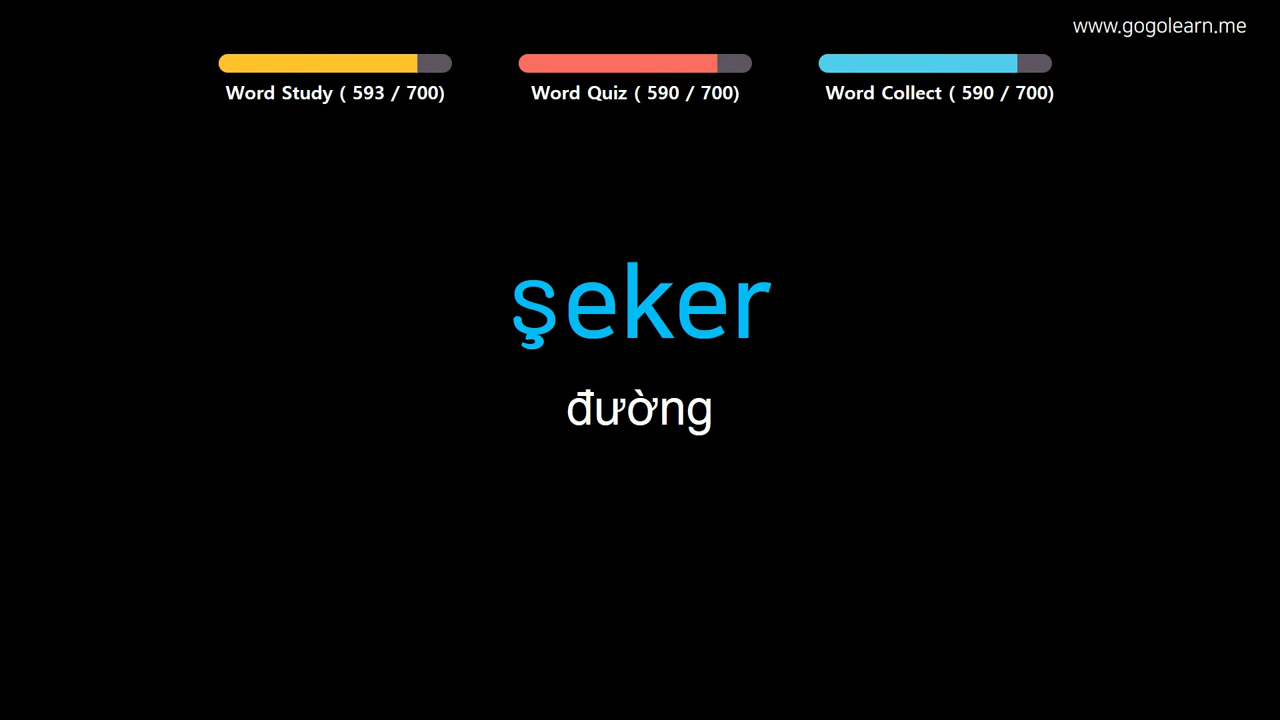 www.gogolearn.me
Word Study ( 593 / 700)
Word Quiz ( 590 / 700)
Word Collect ( 590 / 700)
şeker
đường